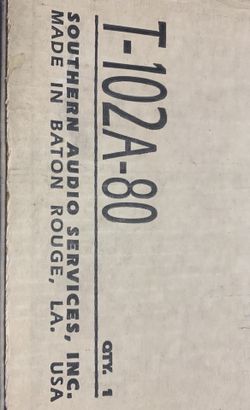 T-102A-80
QTY. 1
SOUTHERN AUDIO SERVICES, INC.
MADE IN BATON ROUGE, LA. USA